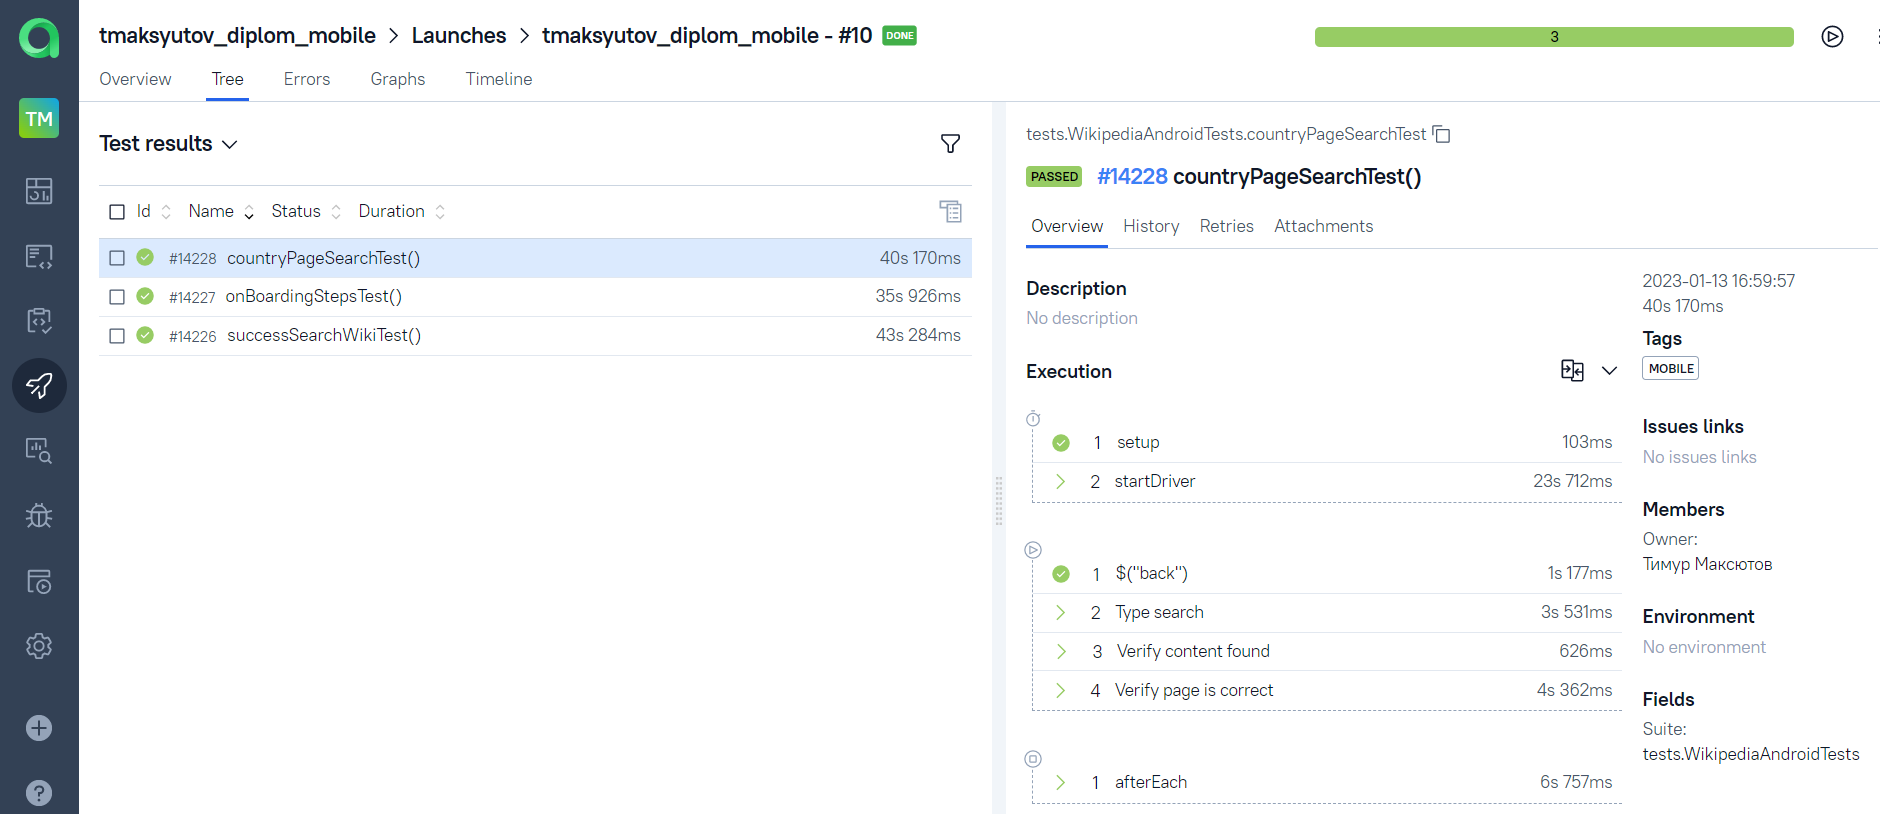 tmaksyutov_diplom_mobile > Launches > tmaksyutov_diplom_mobile - #10 DONE
3
Overview Tree Errors Graphs Timeline
TM
Test results
Id Name Status Duration
#14228 countryPageSearchTest() 40s 170ms
#14227 onBoardingStepsTest() 35s 926ms
#14226 successSearchWikiTest() 43s 284ms
tests.WikipediaAndroidTests.countryPageSearchTest
PASSED #14228 countryPageSearchTest()
Overview History Retries Attachments
Description
No description
Execution
1 setup 103ms
2 startDriver 23s 712ms
1 $("back") 1s 177ms
2 Type search 3s 531ms
3 Verify content found 626ms
4 Verify page is correct 4s 362ms
1 afterEach 6s 757ms
2023-01-13 16:59:57
40s 170ms
Tags
MOBILE
Issues links
No issues links
Members
Owner:
Тимур Максютов
Environment
No environment
Fields
Suite:
tests.WikipediaAndroidTests